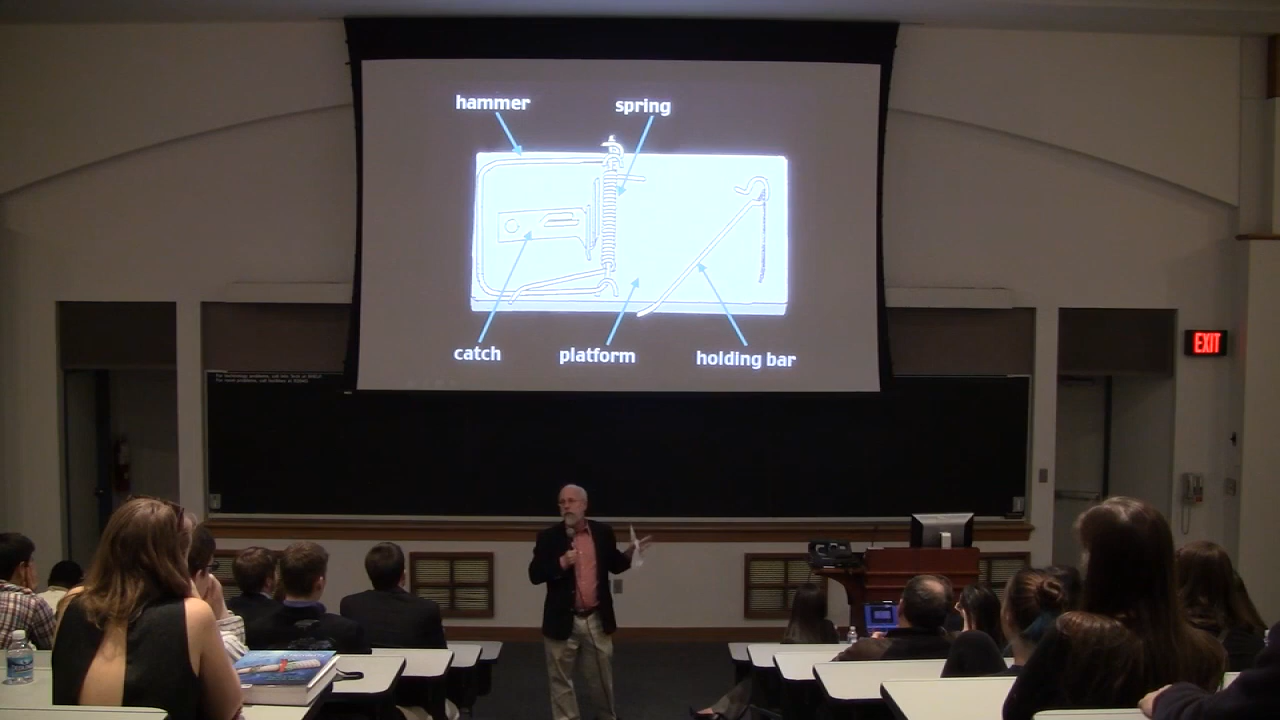 hammer
spring
catch
platform
holding bar
EXIT